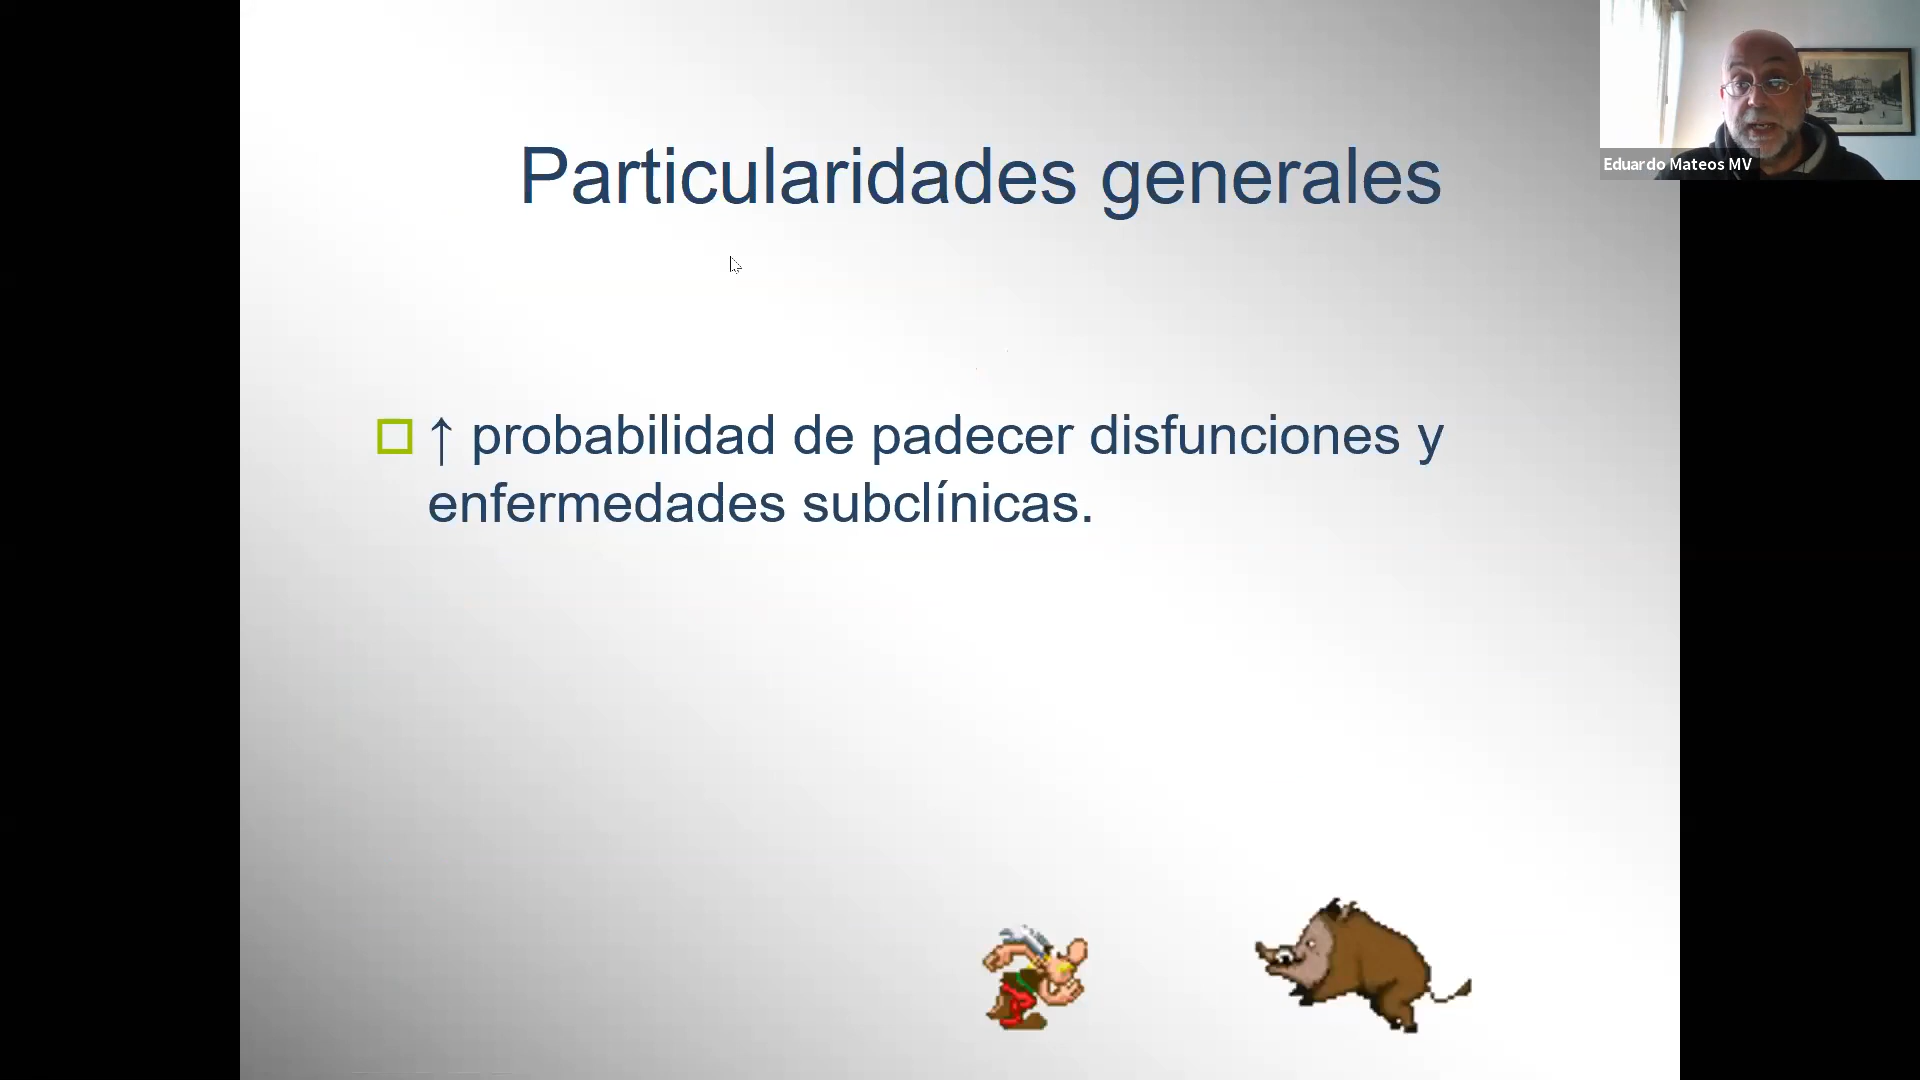 Particularidades generales
↑ probabilidad de padecer disfunciones y
enfermedades subclínicas.
Eduardo Mateos MV